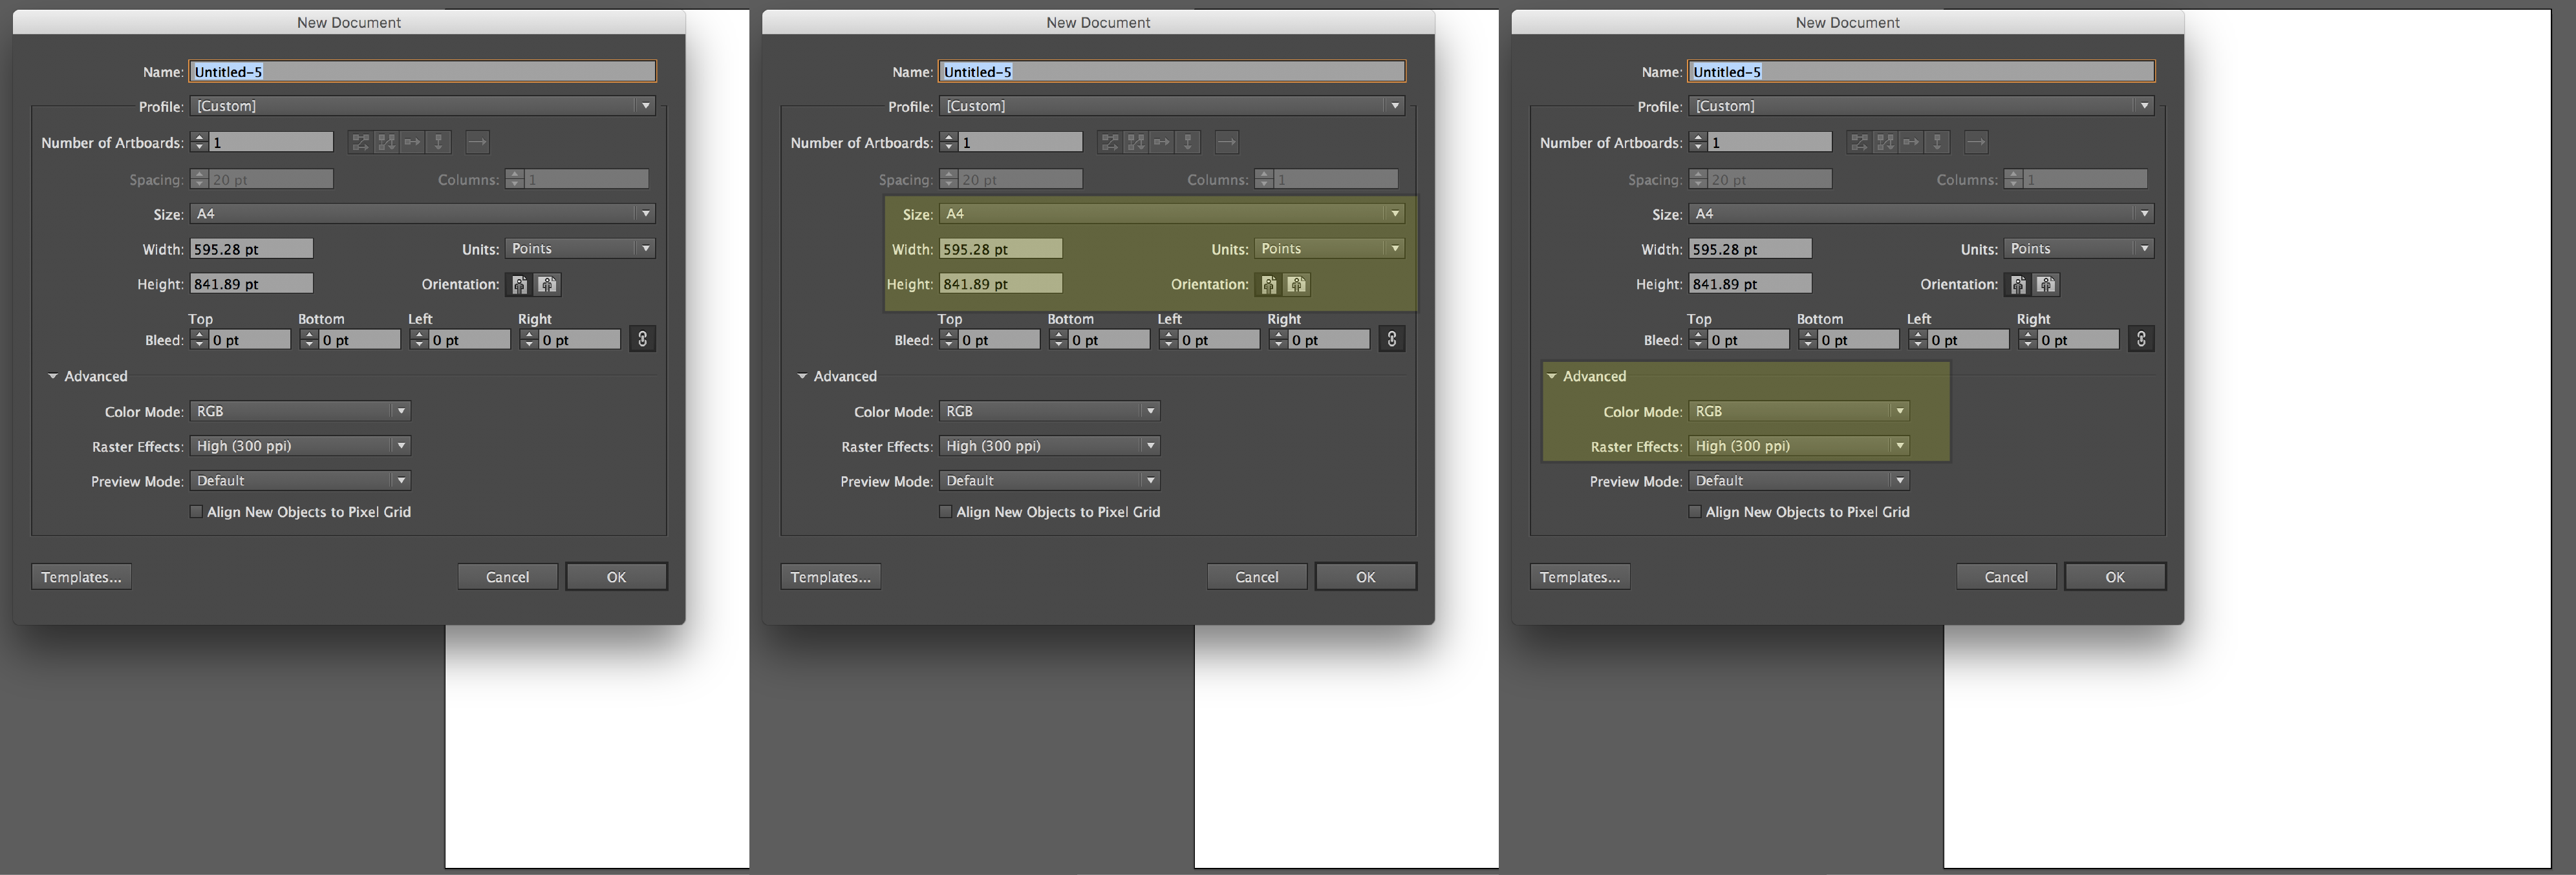 New Document
Name: Untitled-5
Profile: [Custom]
Number of Artboards: 1
Spacing: 20 pt Columns: 1
Size: A4
Width: 595.28 pt Units: Points
Height: 841.89 pt Orientation:
Top Bottom Left Right
Bleed: 0 pt 0 pt 0 pt 0 pt
Advanced
Color Mode: RGB
Raster Effects: High (300 ppi)
Preview Mode: Default
Align New Objects to Pixel Grid
Templates... Cancel OK
New Document
Name: Untitled-5
Profile: [Custom]
Number of Artboards: 1
Spacing: 20 pt Columns: 1
Size: A4
Width: 595.28 pt Units: Points
Height: 841.89 pt Orientation:
Top Bottom Left Right
Bleed: 0 pt 0 pt 0 pt 0 pt
Advanced
Color Mode: RGB
Raster Effects: High (300 ppi)
Preview Mode: Default
Align New Objects to Pixel Grid
Templates... Cancel OK
New Document
Name: Untitled-5
Profile: [Custom]
Number of Artboards: 1
Spacing: 20 pt Columns: 1
Size: A4
Width: 595.28 pt Units: Points
Height: 841.89 pt Orientation:
Top Bottom Left Right
Bleed: 0 pt 0 pt 0 pt 0 pt
Advanced
Color Mode: RGB
Raster Effects: High (300 ppi)
Preview Mode: Default
Align New Objects to Pixel Grid
Templates... Cancel OK